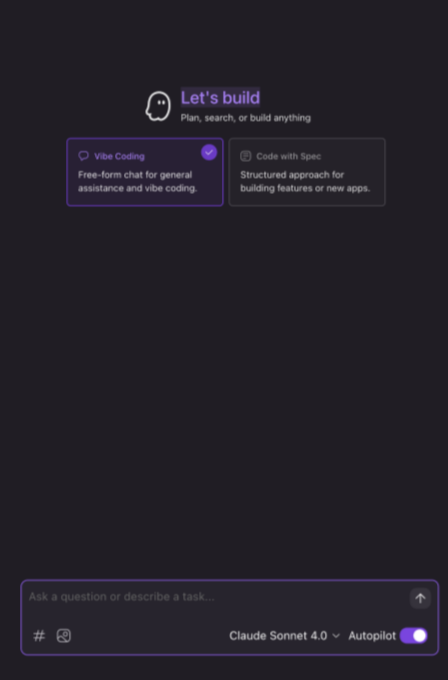 Let's build
Plan, search, or build anything
Vibe Coding
Free-form chat for general
assistance and vibe coding.
Code with Spec
Structured approach for
building features or new apps.
Ask a question or describe a task...
#
Claude Sonnet 4.0
Autopilot